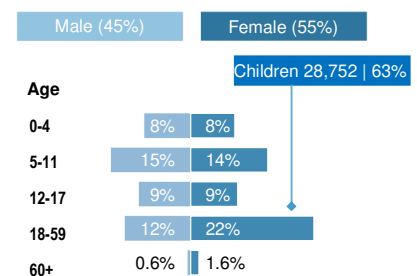 Male (45%) Female (55%)
Children 28,752 | 63%
Age
0-4 8% 8%
5-11 15% 14%
12-17 9% 9%
18-59 12% 22%
60+ 0.6% 1.6%